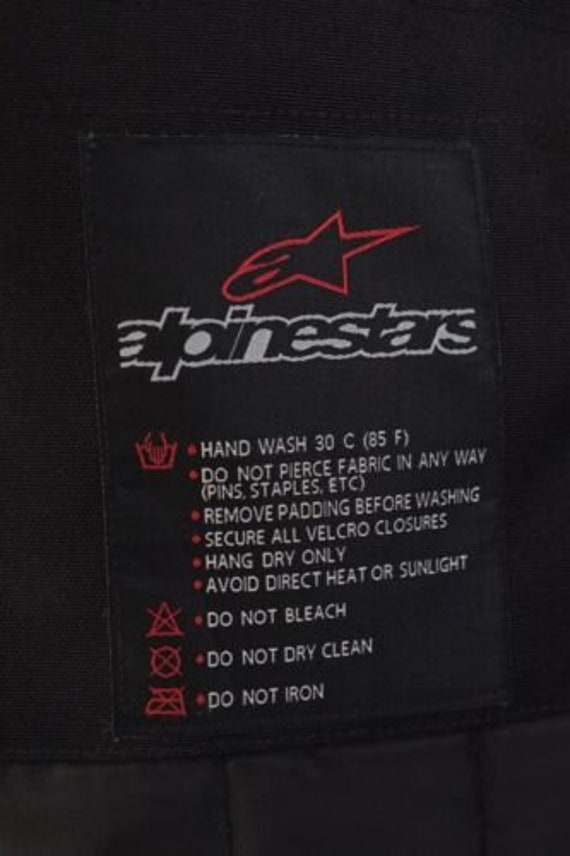 alpinestars
• HAND WASH 30 C (85 F)
• DO NOT PIERCE FABRIC IN ANY WAY
(PINS, STAPLES, ETC)
• REMOVE PADDING BEFORE WASHING
• SECURE ALL VELCRO CLOSURES
• HANG DRY ONLY
• AVOID DIRECT HEAT OR SUNLIGHT
• DO NOT BLEACH
• DO NOT DRY CLEAN
• DO NOT IRON